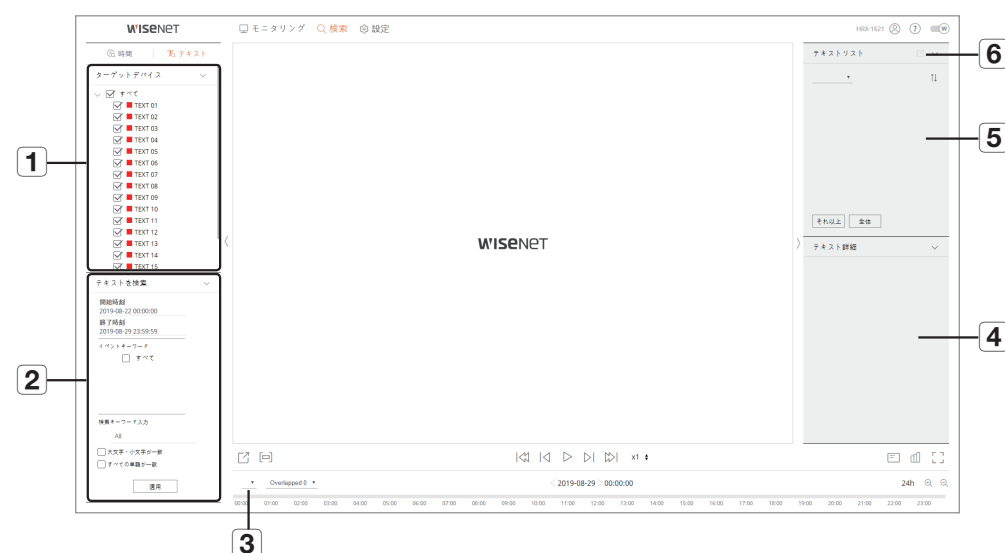 WISENET
モニタリング 検索 設定
HRX-1621
時間 テキスト
ターゲットデバイス
すべて
TEXT 01
TEXT 02
TEXT 03
TEXT 04
TEXT 05
TEXT 06
TEXT 07
TEXT 08
TEXT 09
TEXT 10
TEXT 11
TEXT 12
TEXT 13
TEXT 14
TEXT 15
1
テキストを検索
開始時刻
2019-08-22 00:00:00
終了時刻
2019-08-29 23:59:59
イベントキーワード
すべて
検索キーワード入力
All
大文字・小文字が一致
すべての単語が一致
適用
2
WISENET
x1
Overlapped 0
2019-08-29 00:00:00
24h
00:00 01:00 02:00 03:00 04:00 05:00 06:00 07:00 08:00 09:00 10:00 11:00 12:00 13:00 14:00 15:00 16:00 17:00 18:00 19:00 20:00 21:00 22:00 23:00
3
テキストリスト
6
5
それ以上 全体
テキスト詳細
4